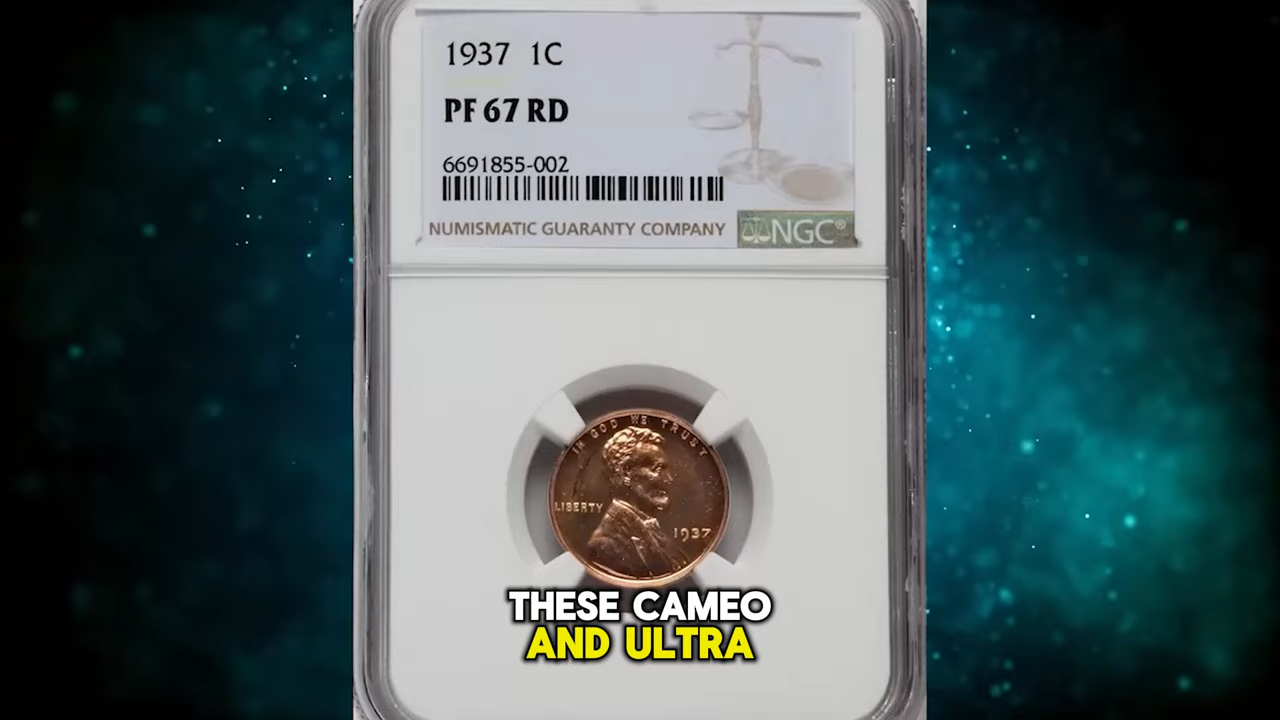 1937 1C
PF 67 RD
6691855-002
NUMISMATIC GUARANTY COMPANY
NGC®
IN GOD WE TRUST
LIBERTY
1937
THESE CAMEO
AND ULTRA